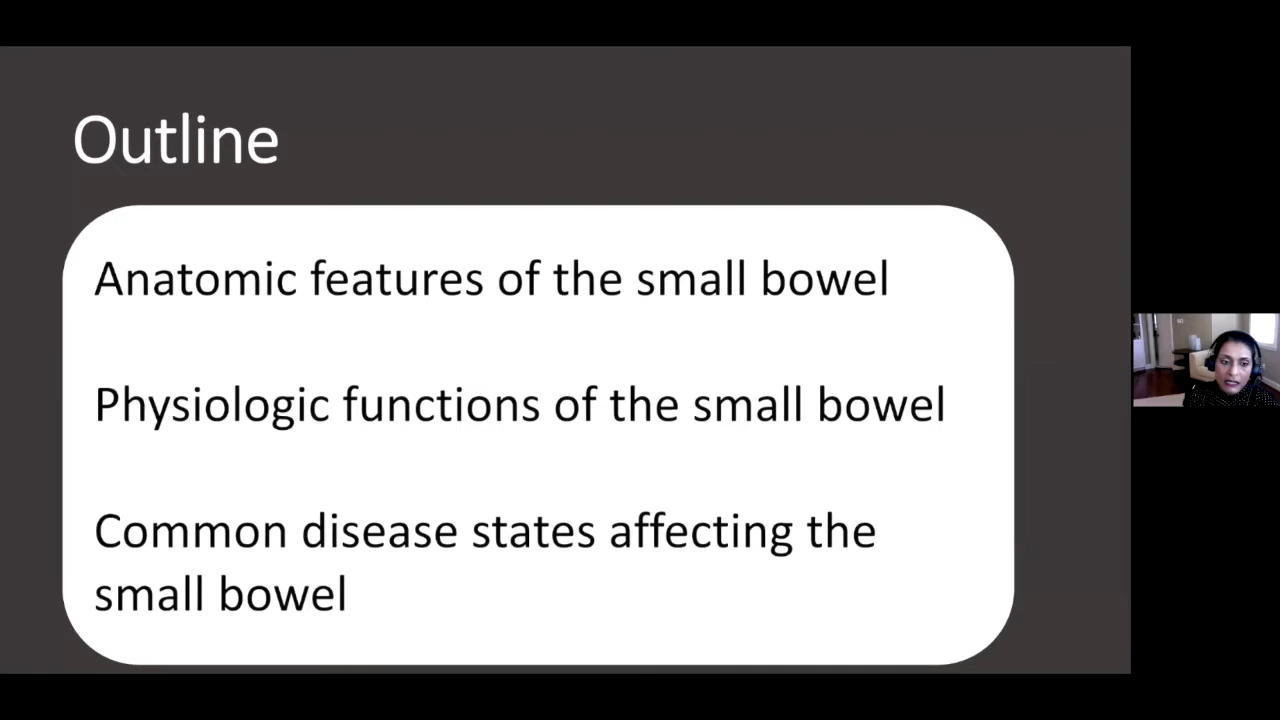 Outline
Anatomic features of the small bowel
Physiologic functions of the small bowel
Common disease states affecting the
small bowel